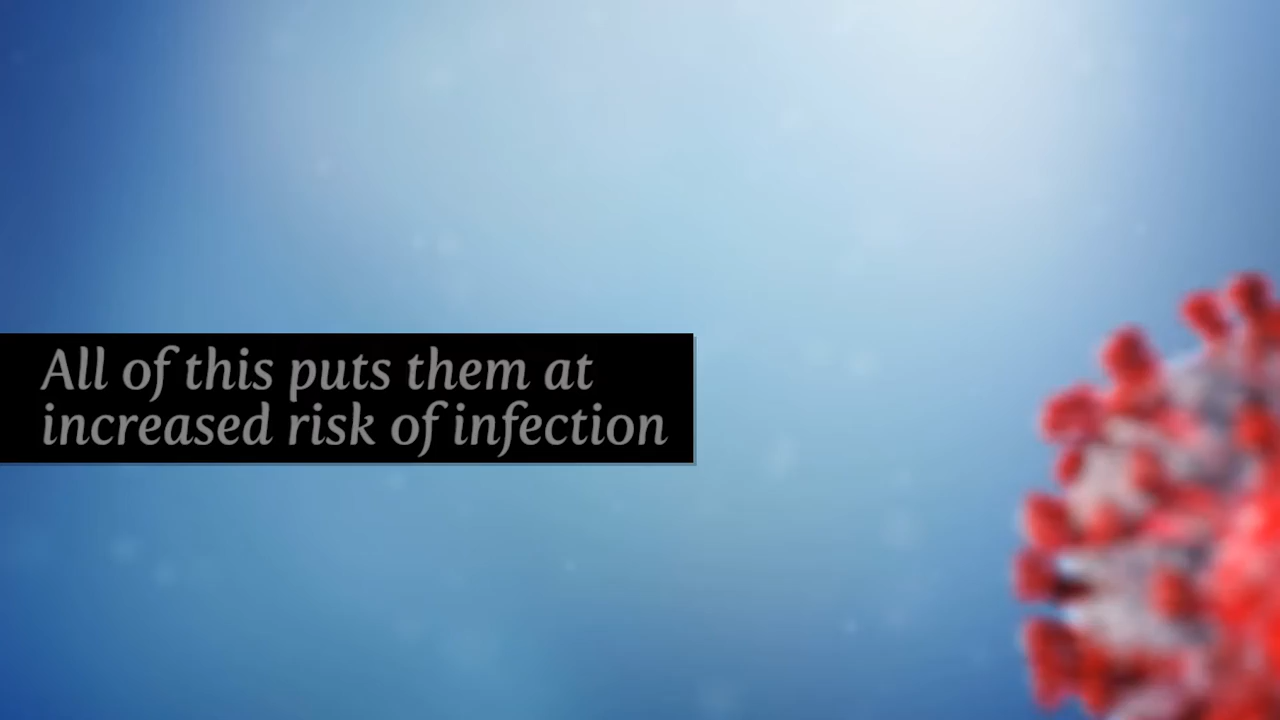 All of this puts them at
increased risk of infection